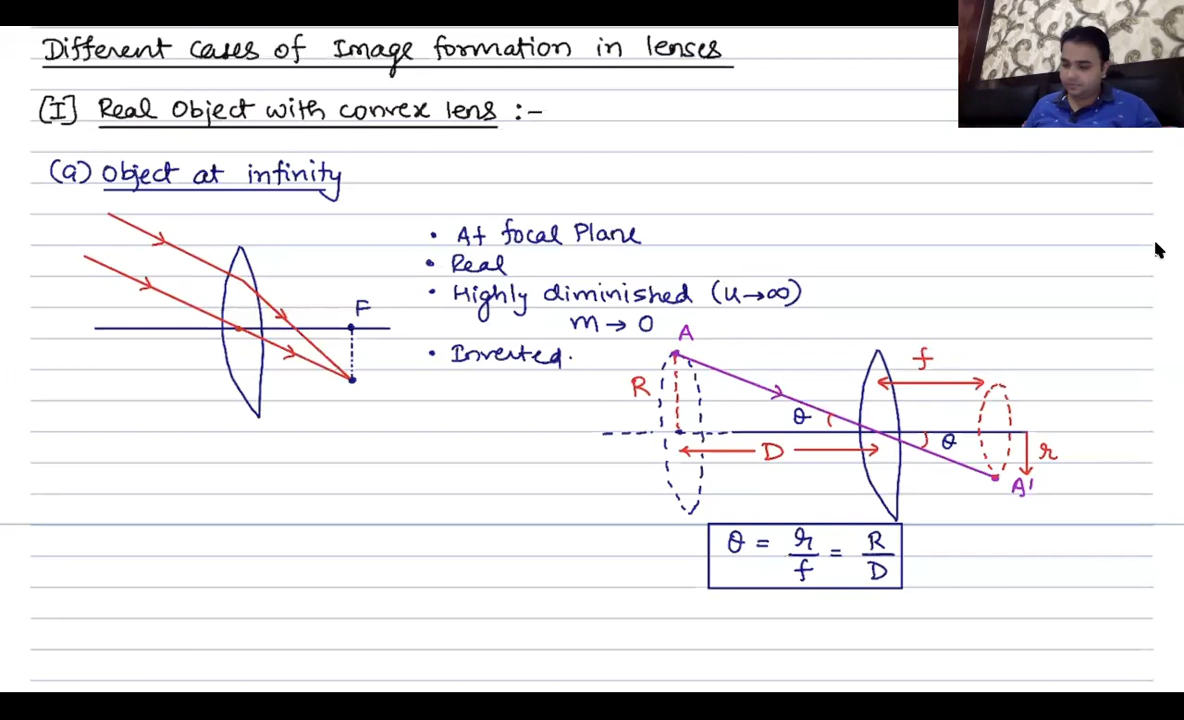 Different cases of Image formation in lenses
[I] Real Object with convex lens :-
(a) Object at infinity
• At focal Plane
• Real
• Highly diminished (u→∞)
m → 0
• Inverted.
F
A
R
θ
D
f
θ
r
A'
θ = r/f = R/D